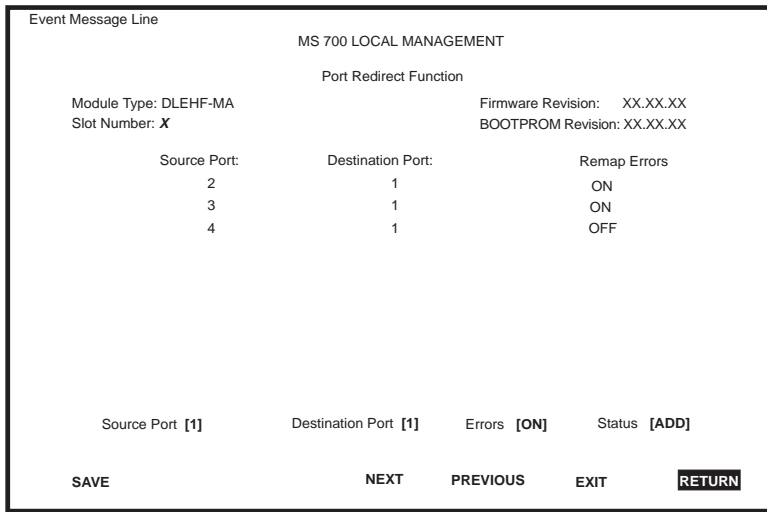 Event Message Line
MS 700 LOCAL MANAGEMENT
Port Redirect Function
Module Type: DLEHF-MA Firmware Revision: XX.XX.XX
Slot Number: X BOOTPROM Revision: XX.XX.XX
Source Port: Destination Port: Remap Errors
2 1 ON
3 1 ON
4 1 OFF
Source Port [1] Destination Port [1] Errors [ON] Status [ADD]
SAVE NEXT PREVIOUS EXIT RETURN